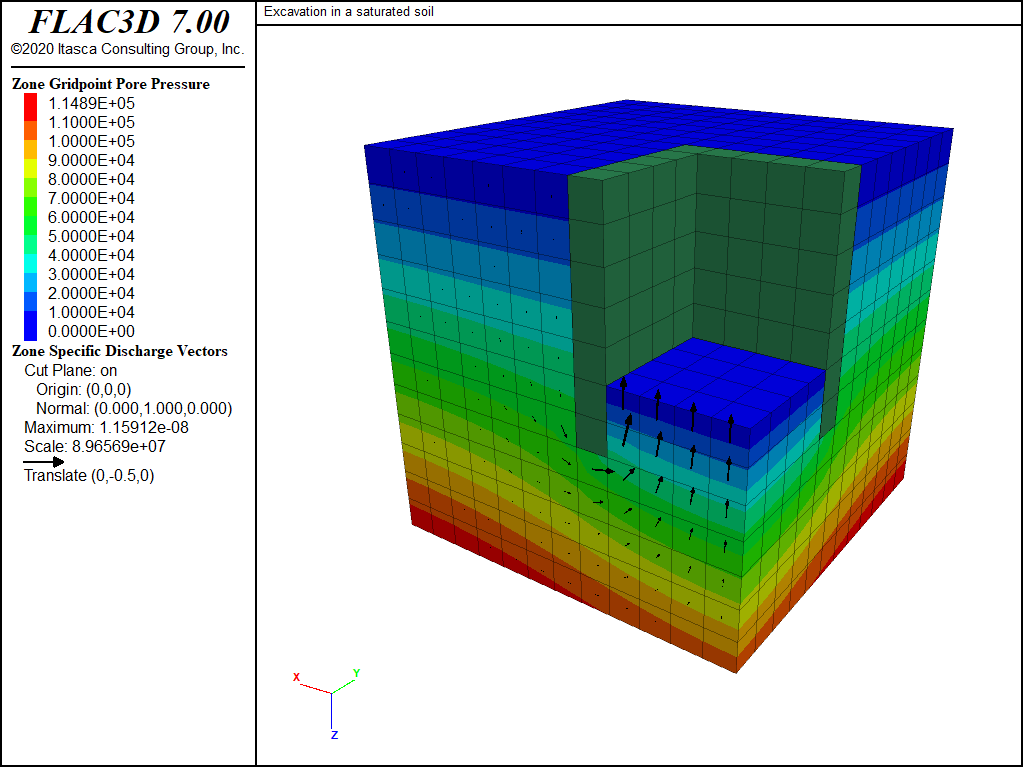 FLAC3D 7.00
©2020 Itasca Consulting Group, Inc.
Excavation in a saturated soil
Zone Gridpoint Pore Pressure
1.1489E+05
1.1000E+05
1.0000E+05
9.0000E+04
8.0000E+04
7.0000E+04
6.0000E+04
5.0000E+04
4.0000E+04
3.0000E+04
2.0000E+04
1.0000E+04
0.0000E+00
Zone Specific Discharge Vectors
Cut Plane: on
Origin: (0,0,0)
Normal: (0.000,1.000,0.000)
Maximum: 1.15912e-08
Scale: 8.96569e+07
Translate (0,-0.5,0)
X
Y
Z